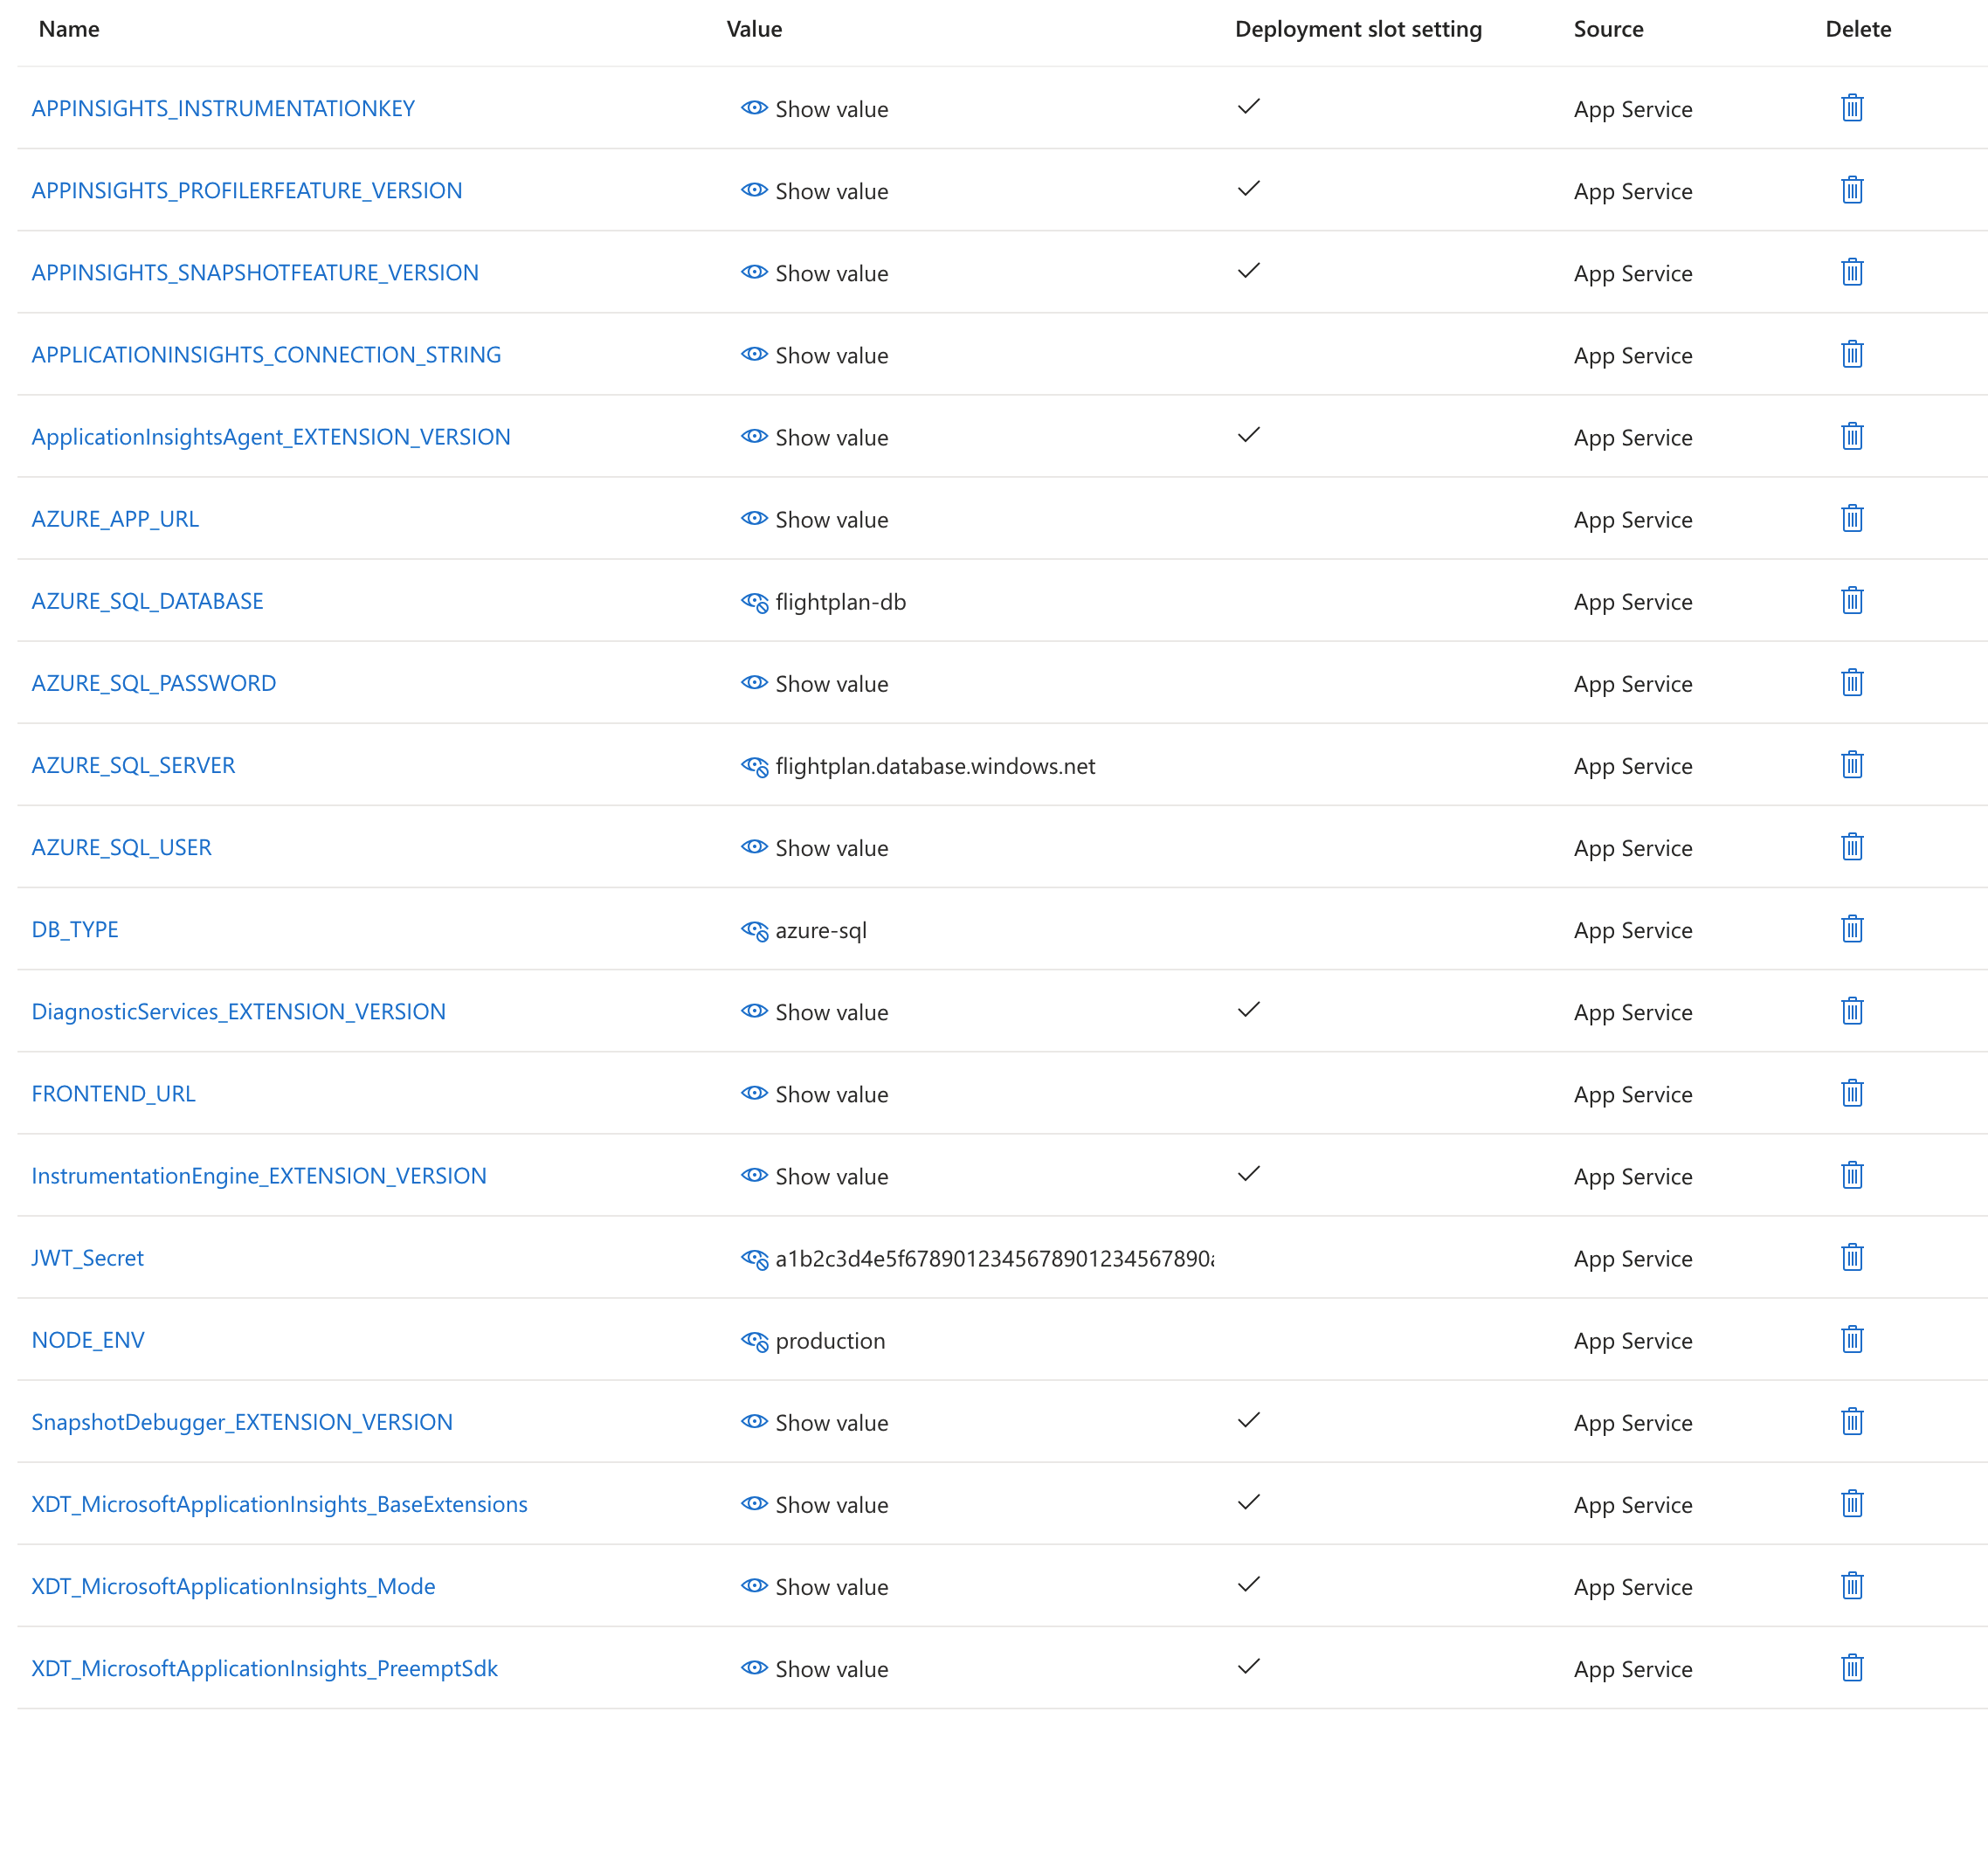 Name Value Deployment slot setting Source Delete
APPINSIGHTS_INSTRUMENTATIONKEY Show value App Service
APPINSIGHTS_PROFILERFEATURE_VERSION Show value App Service
APPINSIGHTS_SNAPSHOTFEATURE_VERSION Show value App Service
APPLICATIONINSIGHTS_CONNECTION_STRING Show value App Service
ApplicationInsightsAgent_EXTENSION_VERSION Show value App Service
AZURE_APP_URL Show value App Service
AZURE_SQL_DATABASE flightplan-db App Service
AZURE_SQL_PASSWORD Show value App Service
AZURE_SQL_SERVER flightplan.database.windows.net App Service
AZURE_SQL_USER Show value App Service
DB_TYPE azure-sql App Service
DiagnosticServices_EXTENSION_VERSION Show value App Service
FRONTEND_URL Show value App Service
InstrumentationEngine_EXTENSION_VERSION Show value App Service
JWT_Secret a1b2c3d4e5f6789012345678901234567890a App Service
NODE_ENV production App Service
SnapshotDebugger_EXTENSION_VERSION Show value App Service
XDT_MicrosoftApplicationInsights_BaseExtensions Show value App Service
XDT_MicrosoftApplicationInsights_Mode Show value App Service
XDT_MicrosoftApplicationInsights_PreemptSdk Show value App Service